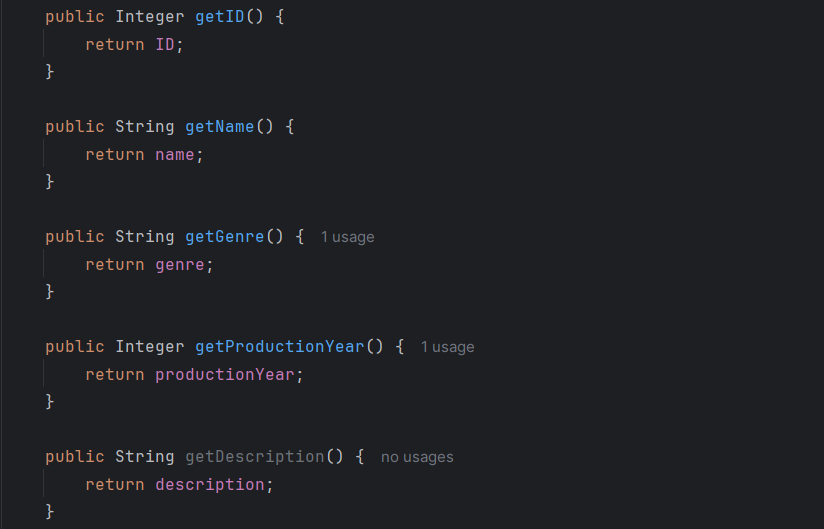 public Integer getID() {
return ID;
}
public String getName() {
return name;
}
public String getGenre() { 1 usage
return genre;
}
public Integer getProductionYear() { 1 usage
return productionYear;
}
public String getDescription() { no usages
return description;
}